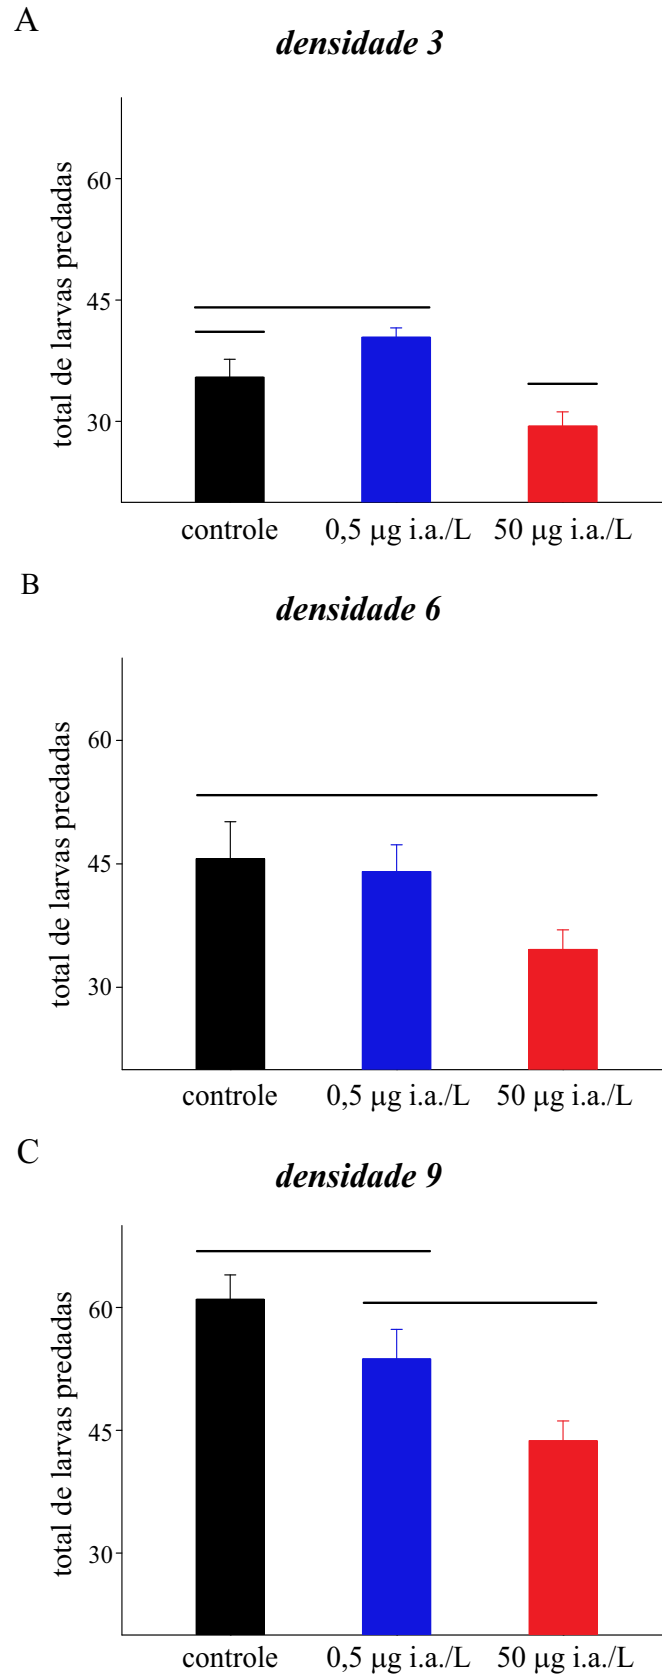 A
densidade 3
total de larvas predadas
60
45
30
controle 0,5 μg i.a./L 50 μg i.a./L
B
densidade 6
total de larvas predadas
60
45
30
controle 0,5 μg i.a./L 50 μg i.a./L
C
densidade 9
total de larvas predadas
60
45
30
controle 0,5 μg i.a./L 50 μg i.a./L